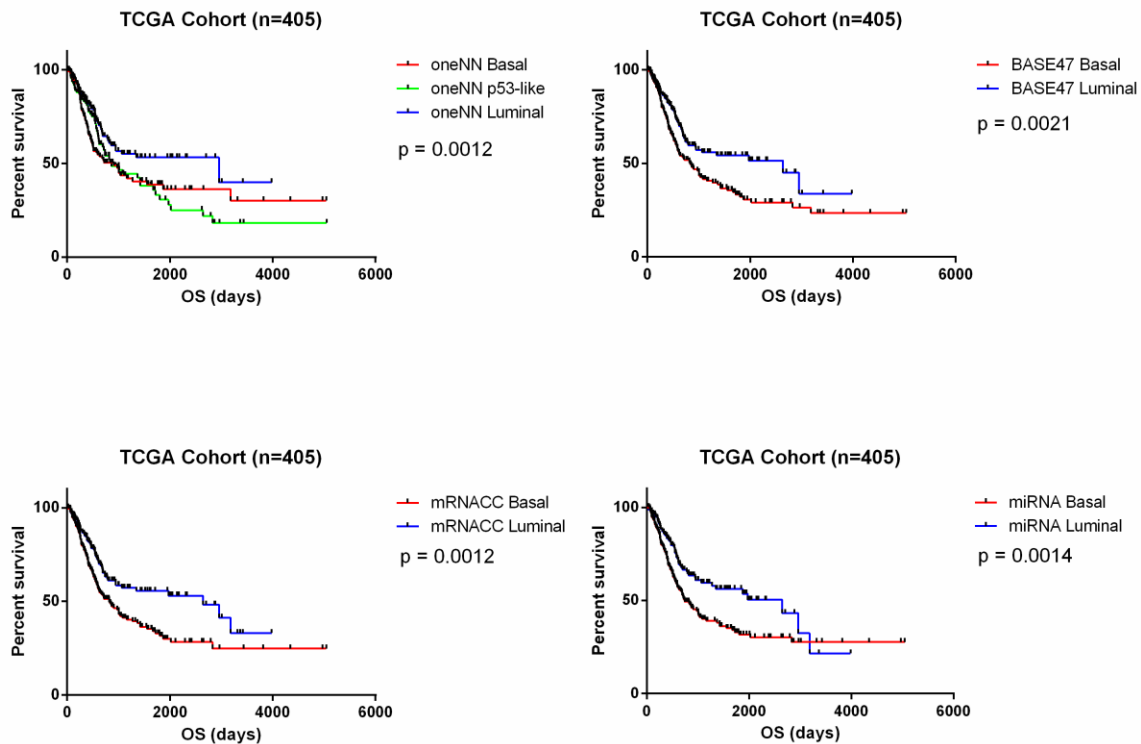 TCGA Cohort (n=405)
oneNN Basal
oneNN p53-like
oneNN Luminal
p = 0.0012
Percent survival
100
50
0
0 2000 4000 6000
OS (days)
TCGA Cohort (n=405)
BASE47 Basal
BASE47 Luminal
p = 0.0021
Percent survival
100
50
0
0 2000 4000 6000
OS (days)
TCGA Cohort (n=405)
mRNACC Basal
mRNACC Luminal
p = 0.0012
Percent survival
100
50
0
0 2000 4000 6000
OS (days)
TCGA Cohort (n=405)
miRNA Basal
miRNA Luminal
p = 0.0014
Percent survival
100
50
0
0 2000 4000 6000
OS (days)